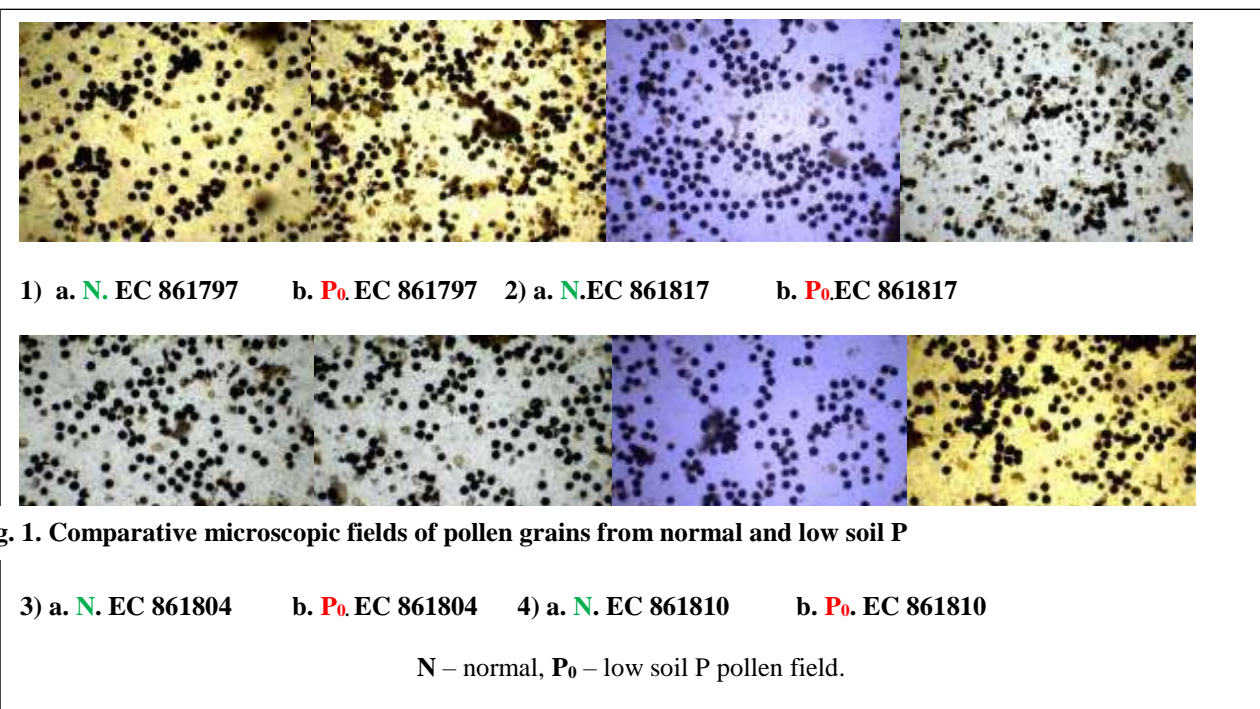 1) a. N. EC 861797 b. P0. EC 861797 2) a. N.EC 861817 b. P0.EC 861817
g. 1. Comparative microscopic fields of pollen grains from normal and low soil P
3) a. N. EC 861804 b. P0. EC 861804 4) a. N. EC 861810 b. P0. EC 861810
N – normal, P0 – low soil P pollen field.